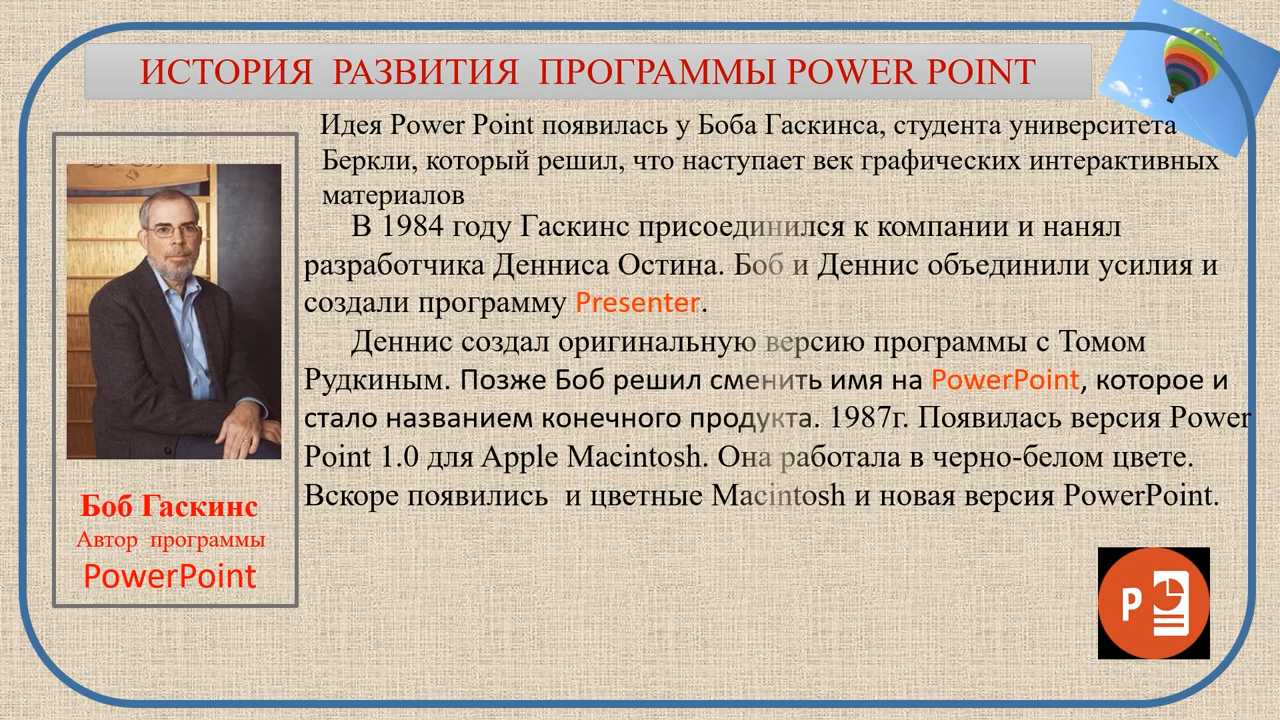 ИСТОРИЯ РАЗВИТИЯ ПРОГРАММЫ POWER POINT
Идея Power Point появилась у Боба Гаскинса, студента университета
Беркли, который решил, что наступает век графических интерактивных
материалов
В 1984 году Гаскинс присоединился к компании и нанял
разработчика Денниса Остина. Боб и Деннис объединили усилия и
создали программу Presenter.
Деннис создал оригинальную версию программы с Томом
Рудкиным. Позже Боб решил сменить имя на PowerPoint, которое и
стало названием конечного продукта. 1987г. Появилась версия Power
Point 1.0 для Apple Macintosh. Она работала в черно-белом цвете.
Вскоре появились и цветные Macintosh и новая версия PowerPoint.
Боб Гаскинс
Автор программы
PowerPoint
P